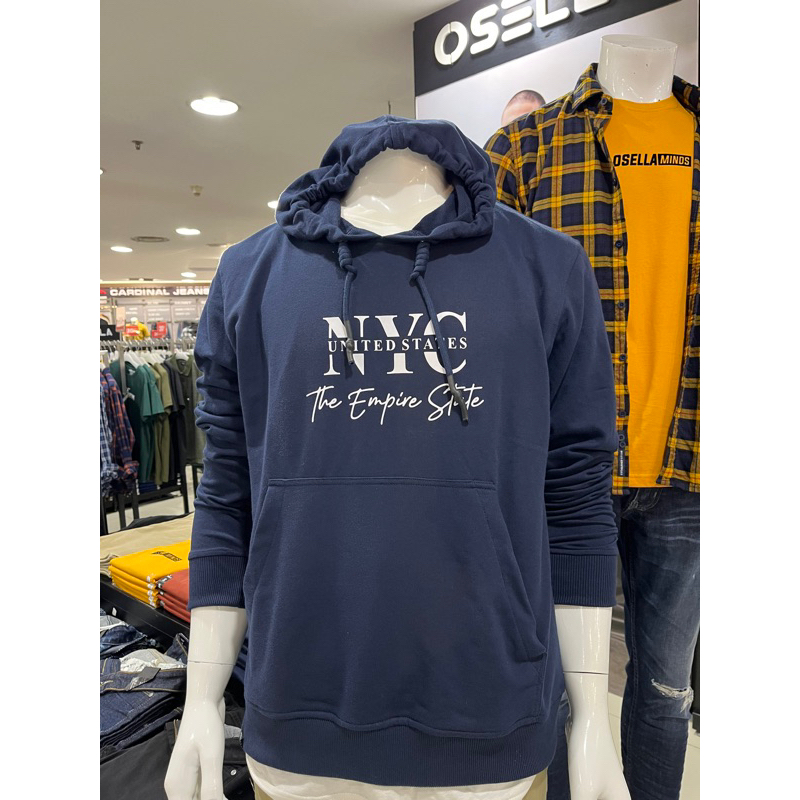 OSELL
OSELLA MINDS
NYC
UNITED STATES
The Empire State
CARDINAL JEANS